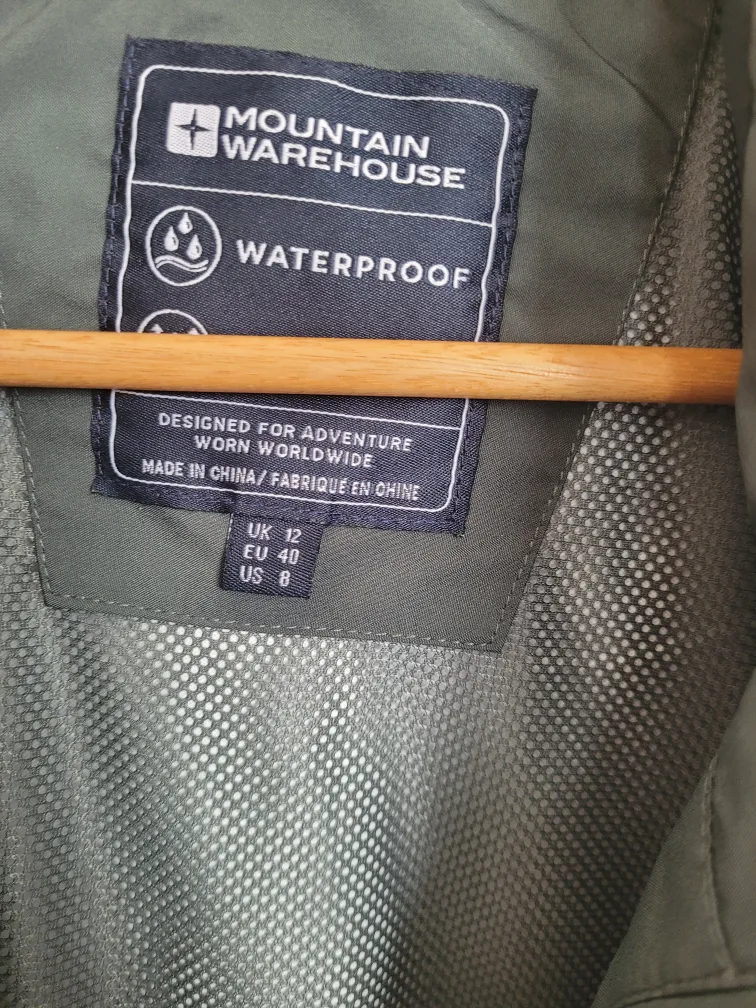 MOUNTAIN
WAREHOUSE
WATERPROOF
DESIGNED FOR ADVENTURE
WORN WORLDWIDE
MADE IN CHINA/ FABRIQUÉ EN CHINE
UK 12
EU 40
US 8